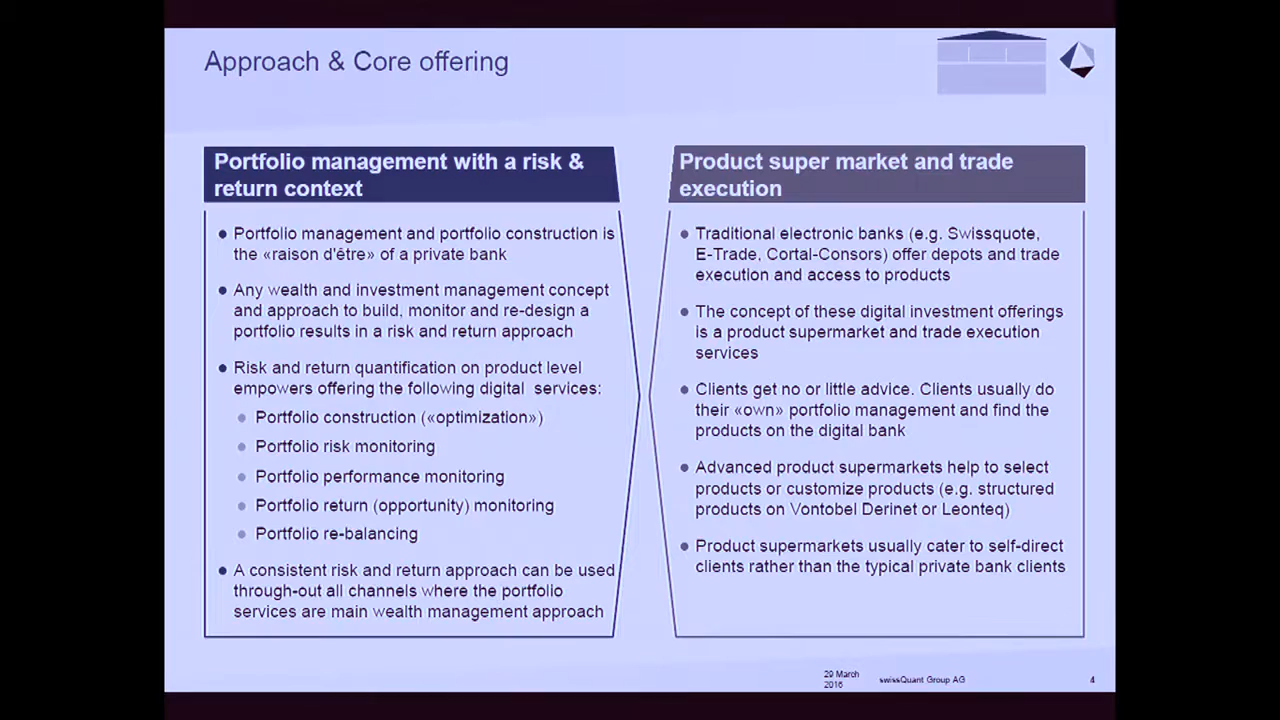 Approach & Core offering
Portfolio management with a risk &
return context
● Portfolio management and portfolio construction is
the «raison d'être» of a private bank
● Any wealth and investment management concept
and approach to build, monitor and re-design a
portfolio results in a risk and return approach
● Risk and return quantification on product level
empowers offering the following digital services:
● Portfolio construction («optimization»)
● Portfolio risk monitoring
● Portfolio performance monitoring
● Portfolio return (opportunity) monitoring
● Portfolio re-balancing
● A consistent risk and return approach can be used
through-out all channels where the portfolio
services are main wealth management approach
Product super market and trade
execution
● Traditional electronic banks (e.g. Swissquote,
E-Trade, Cortal-Consors) offer depots and trade
execution and access to products
● The concept of these digital investment offerings
is a product supermarket and trade execution
services
● Clients get no or little advice. Clients usually do
their «own» portfolio management and find the
products on the digital bank
● Advanced product supermarkets help to select
products or customize products (e.g. structured
products on Vontobel Derinet or Leonteq)
● Product supermarkets usually cater to self-direct
clients rather than the typical private bank clients
29 March
2016
swissQuant Group AG
4